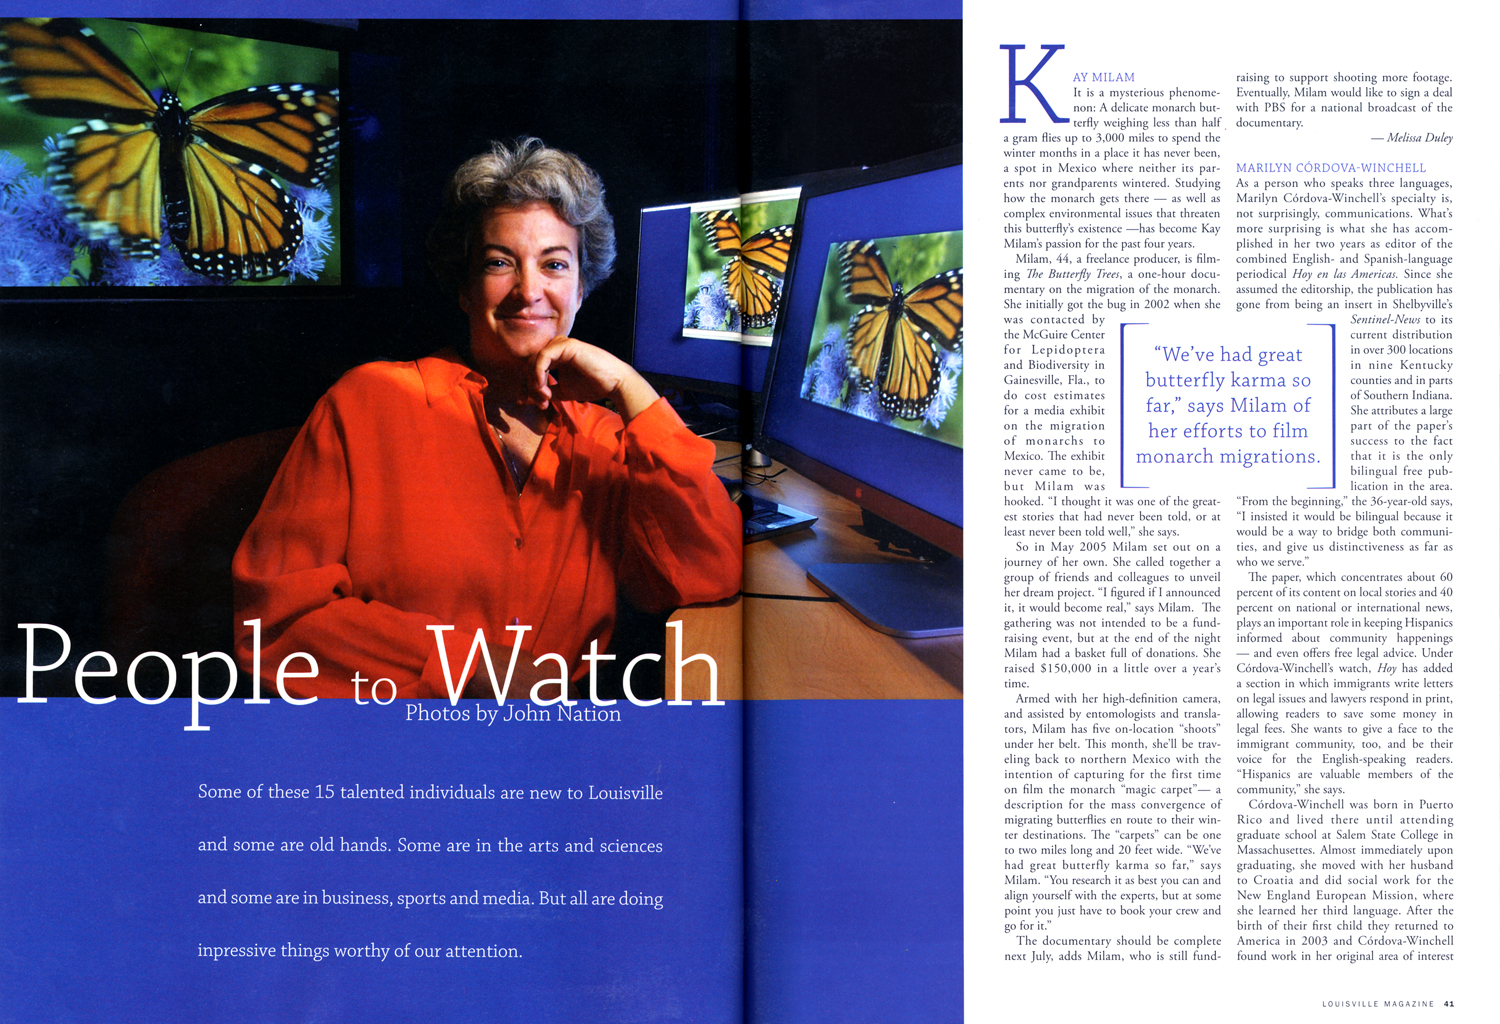 People to Watch
Photos by John Nation
Some of these 15 talented individuals are new to Louisville
and some are old hands. Some are in the arts and sciences
and some are in business, sports and media. But all are doing
inpressive things worthy of our attention.
KAY MILAM
It is a mysterious phenome-
non: A delicate monarch but-
terfly weighing less than half
a gram flies up to 3,000 miles to spend the
winter months in a place it has never been,
a spot in Mexico where neither its par-
ents nor grandparents wintered. Studying
how the monarch gets there — as well as
complex environmental issues that threaten
this butterfly's existence —has become Kay
Milam's passion for the past four years.
Milam, 44, a freelance producer, is film-
ing The Butterfly Trees, a one-hour docu-
mentary on the migration of the monarch.
She initially got the bug in 2002 when she
was contacted by
the McGuire Center
for Lepidoptera
and Biodiversity in
Gainesville, Fla., to
do cost estimates
for a media exhibit
on the migration
of monarchs to
Mexico. The exhibit
never came to be,
but Milam was
hooked. “I thought it was one of the great-
est stories that had never been told, or at
least never been told well,” she says.
So in May 2005 Milam set out on a
journey of her own. She called together a
group of friends and colleagues to unveil
her dream project. “I figured if I announced
it, it would become real,” says Milam. The
gathering was not intended to be a fund-
raising event, but at the end of the night
Milam had a basket full of donations. She
raised $150,000 in a little over a year's
time.
Armed with her high-definition camera,
and assisted by entomologists and transla-
tors, Milam has five on-location “shoots”
under her belt. This month, she'll be trav-
eling back to northern Mexico with the
intention of capturing for the first time
on film the monarch “magic carpet”— a
description for the mass convergence of
migrating butterflies en route to their win-
ter destinations. The “carpets” can be one
to two miles long and 20 feet wide. “We've
had great butterfly karma so far,” says
Milam. “You research it as best you can and
align yourself with the experts, but at some
point you just have to book your crew and
go for it.”
The documentary should be complete
next July, adds Milam, who is still fund-
“We've had great
butterfly karma so
far,” says Milam of
her efforts to film
monarch migrations.
raising to support shooting more footage.
Eventually, Milam would like to sign a deal
with PBS for a national broadcast of the
documentary.
— Melissa Duley
MARILYN CÓRDOVA-WINCHELL
As a person who speaks three languages,
Marilyn Córdova-Winchell's specialty is,
not surprisingly, communications. What's
more surprising is what she has accom-
plished in her two years as editor of the
combined English- and Spanish-language
periodical Hoy en las Americas. Since she
assumed the editorship, the publication has
gone from being an insert in Shelbyville's
Sentinel-News to its
current distribution
in over 300 locations
in nine Kentucky
counties and in parts
of Southern Indiana.
She attributes a large
part of the paper's
success to the fact
that it is the only
bilingual free pub-
lication in the area.
“From the beginning,” the 36-year-old says,
“I insisted it would be bilingual because it
would be a way to bridge both communi-
ties, and give us distinctiveness as far as
who we serve.”
The paper, which concentrates about 60
percent of its content on local stories and 40
percent on national or international news,
plays an important role in keeping Hispanics
informed about community happenings
— and even offers free legal advice. Under
Córdova-Winchell's watch, Hoy has added
a section in which immigrants write letters
on legal issues and lawyers respond in print,
allowing readers to save some money in
legal fees. She wants to give a face to the
immigrant community, too, and be their
voice for the English-speaking readers.
“Hispanics are valuable members of the
community,” she says.
Córdova-Winchell was born in Puerto
Rico and lived there until attending
graduate school at Salem State College in
Massachusettes. Almost immediately upon
graduating, she moved with her husband
to Croatia and did social work for the
New England European Mission, where
she learned her third language. After the
birth of their first child they returned to
America in 2003 and Córdova-Winchell
found work in her original area of interest
LOUISVILLE MAGAZINE 41